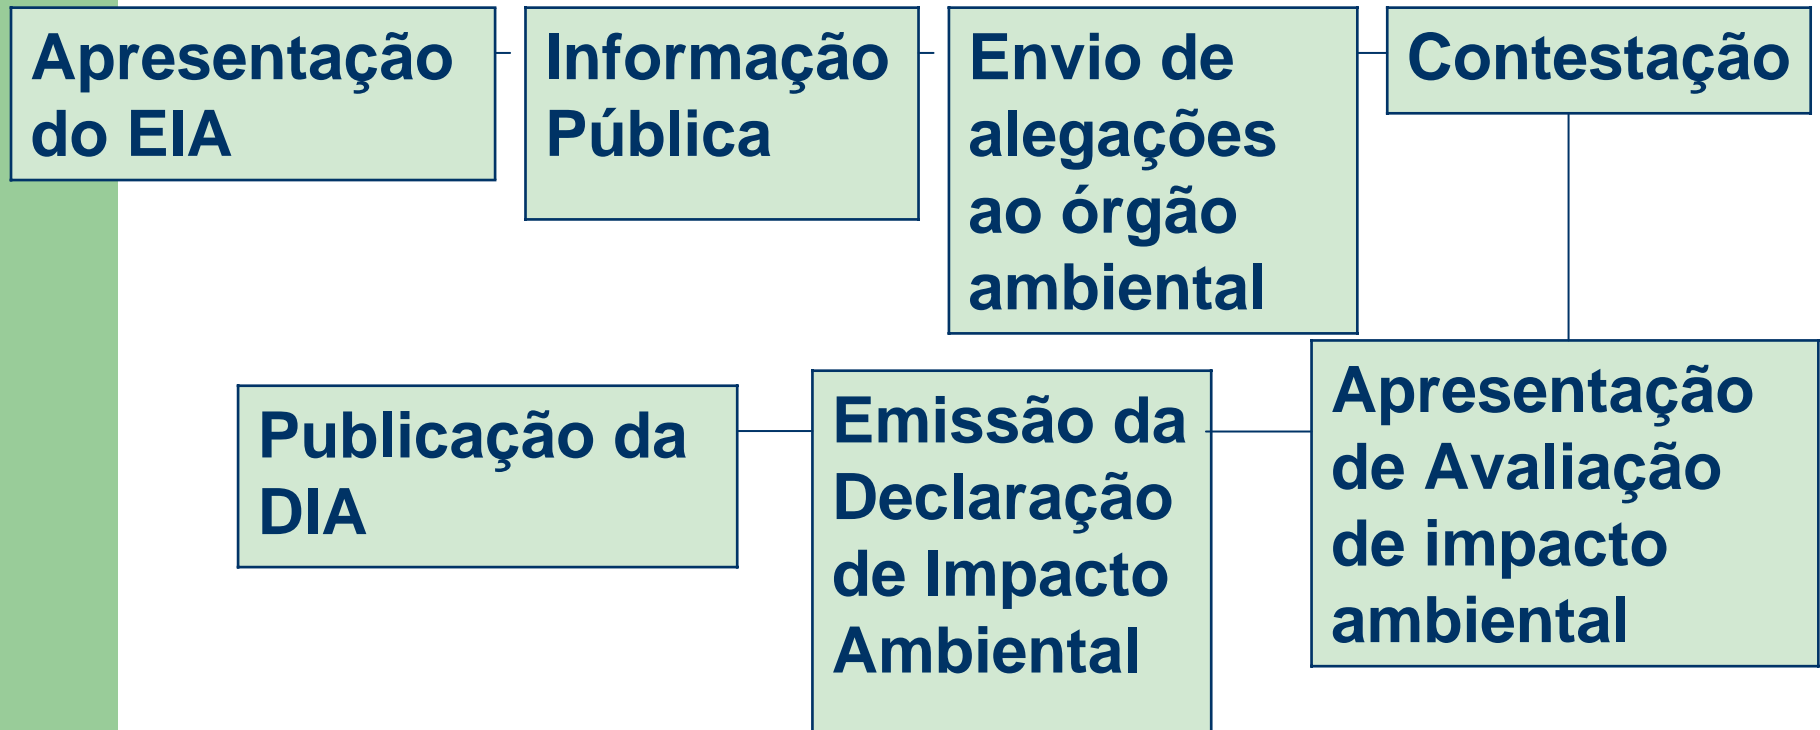 Apresentação
do EIA
Informação
Pública
Envio de
alegações
ao órgão
ambiental
Contestação
Apresentação
de Avaliação
de impacto
ambiental
Emissão da
Declaração
de Impacto
Ambiental
Publicação da
DIA